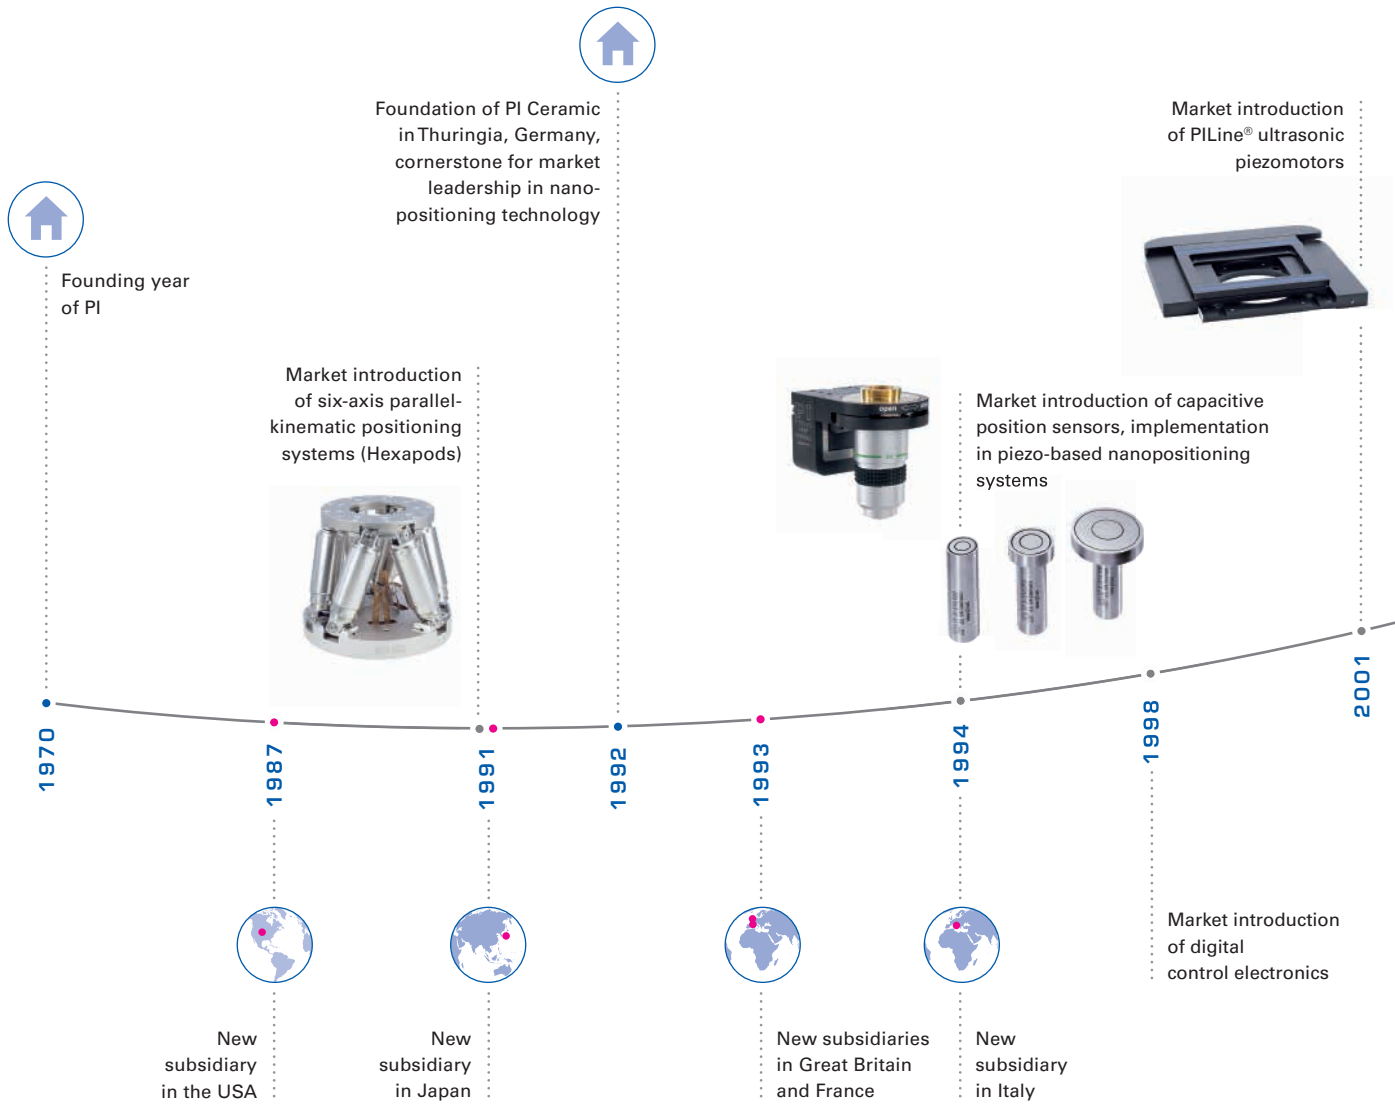 Foundation of PI Ceramic
in Thuringia, Germany,
cornerstone for market
leadership in nano-
positioning technology
Market introduction
of PILine® ultrasonic
piezomotors
Founding year
of PI
Market introduction
of six-axis parallel-
kinematic positioning
systems (Hexapods)
open
Market introduction of capacitive
position sensors, implementation
in piezo-based nanopositioning
systems
1970
1987
1991
1992
1993
1994
1998
2001
New
subsidiary
in the USA
New
subsidiary
in Japan
New subsidiaries
in Great Britain
and France
New
subsidiary
in Italy
Market introduction
of digital
control electronics